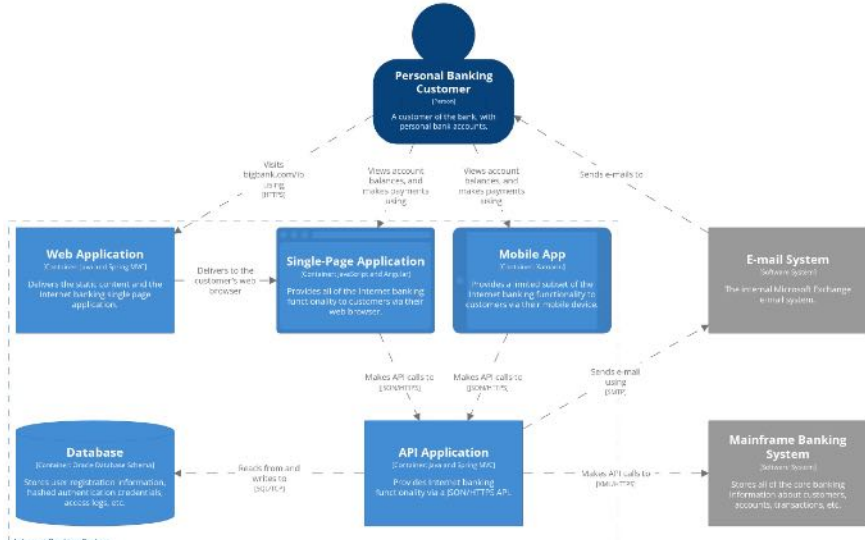 Personal Banking
Customer
[Person]
A customer of the bank, with
personal bank accounts.
Visits
bigbank.com/ib
using
[HTTPS]
Views account
balances, and
makes payments
using
Views account
balances, and
makes payments
using
Sends e-mails to
Web Application
[Container: Java and Spring MVC]
Delivers the static content and the
Internet banking single page
application.
Delivers to the
customer's web
browser
Single-Page Application
[Container: JavaScript and Angular]
Provides all of the Internet banking
functionality to customers via their
web browser.
Mobile App
[Container: Xamarin]
Provides a limited subset of the
Internet banking functionality to
customers via their mobile device.
E-mail System
[Software System]
The internal Microsoft Exchange
e-mail system.
Makes API calls to
[JSON/HTTPS]
Makes API calls to
[JSON/HTTPS]
Sends e-mail
using
[SMTP]
Database
[Container: Oracle Database Schema]
Stores user registration information,
hashed authentication credentials,
access logs, etc.
Reads from and
writes to
[SQL/TCP]
API Application
[Container: Java and Spring MVC]
Provides Internet banking
functionality via a JSON/HTTPS API.
Makes API calls to
[XML/HTTPS]
Mainframe Banking
System
[Software System]
Stores all of the core banking
information about customers,
accounts, transactions, etc.